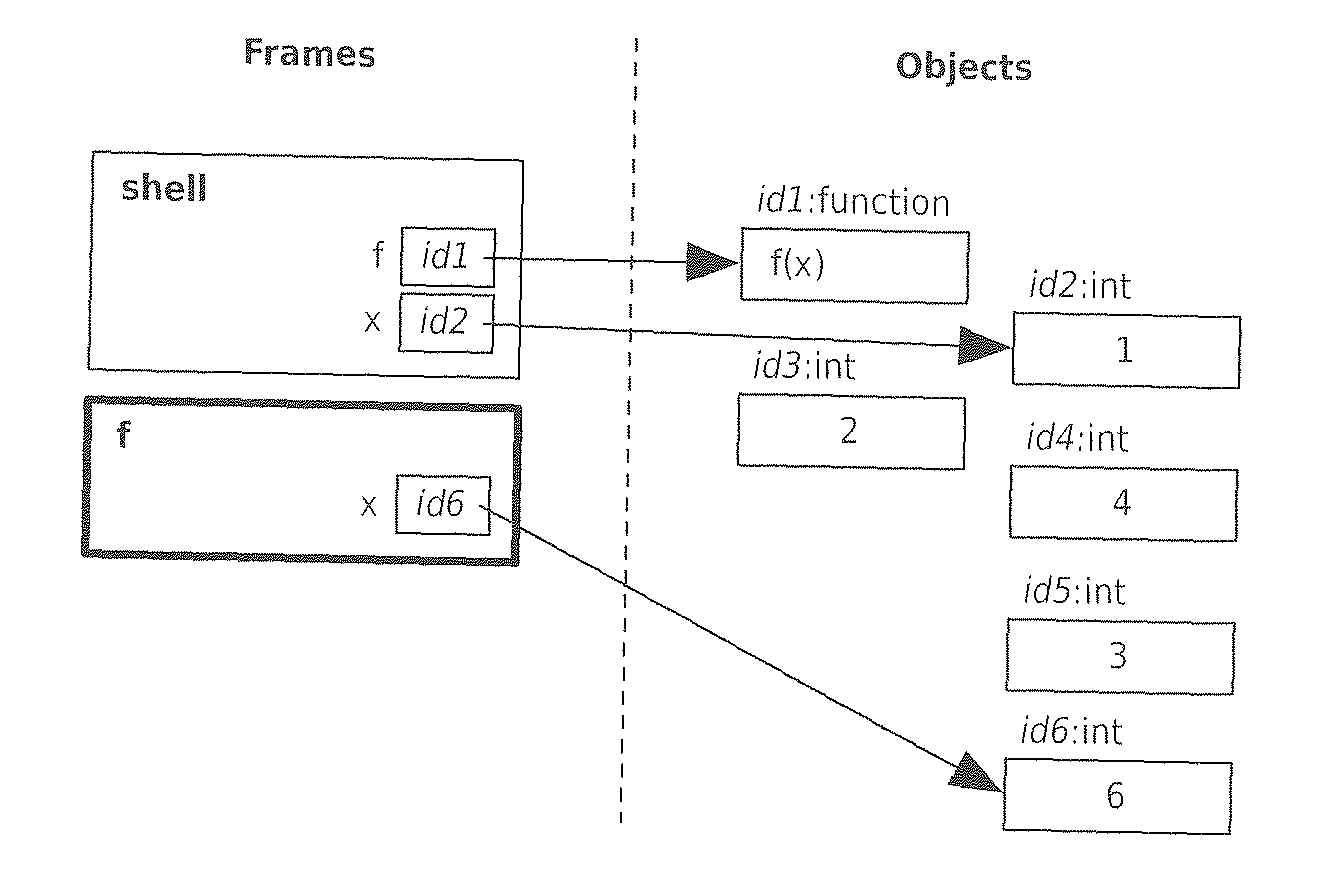 Frames
Objects
shell
f id1
x id2
f
x id6
id1:function
f(x)
id2:int
1
id3:int
2
id4:int
4
id5:int
3
id6:int
6